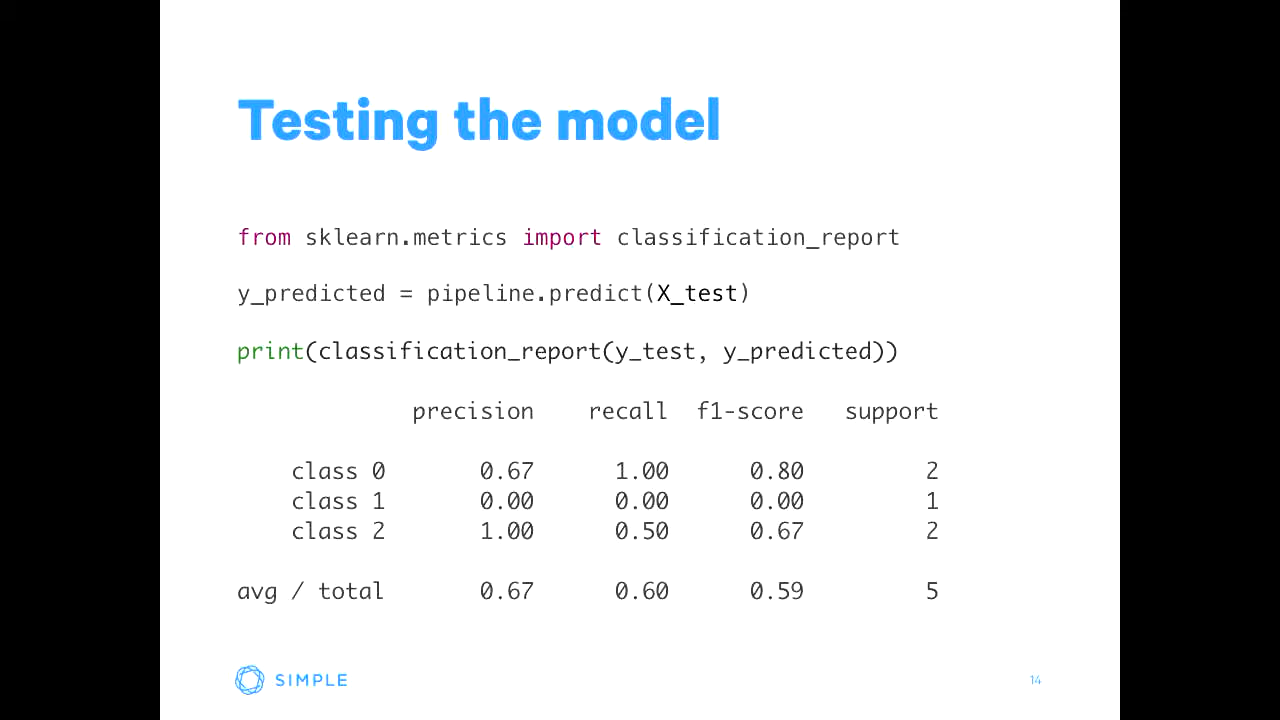 Testing the model
from sklearn.metrics import classification_report
y_predicted = pipeline.predict(X_test)
print(classification_report(y_test, y_predicted))
precision recall f1-score support
class 0 0.67 1.00 0.80 2
class 1 0.00 0.00 0.00 1
class 2 1.00 0.50 0.67 2
avg / total 0.67 0.60 0.59 5
SIMPLE
14